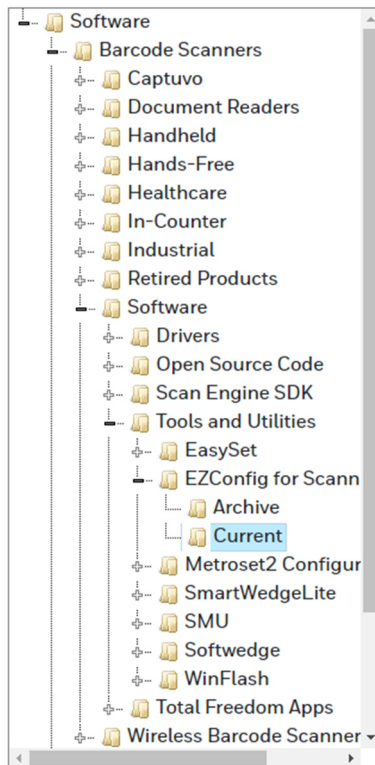 Software
Barcode Scanners
Captuvo
Document Readers
Handheld
Hands-Free
Healthcare
In-Counter
Industrial
Retired Products
Software
Drivers
Open Source Code
Scan Engine SDK
Tools and Utilities
EasySet
EZConfig for Scann
Archive
Current
Metroset2 Configur
SmartWedgeLite
SMU
Softwedge
WinFlash
Total Freedom Apps
Wireless Barcode Scanner